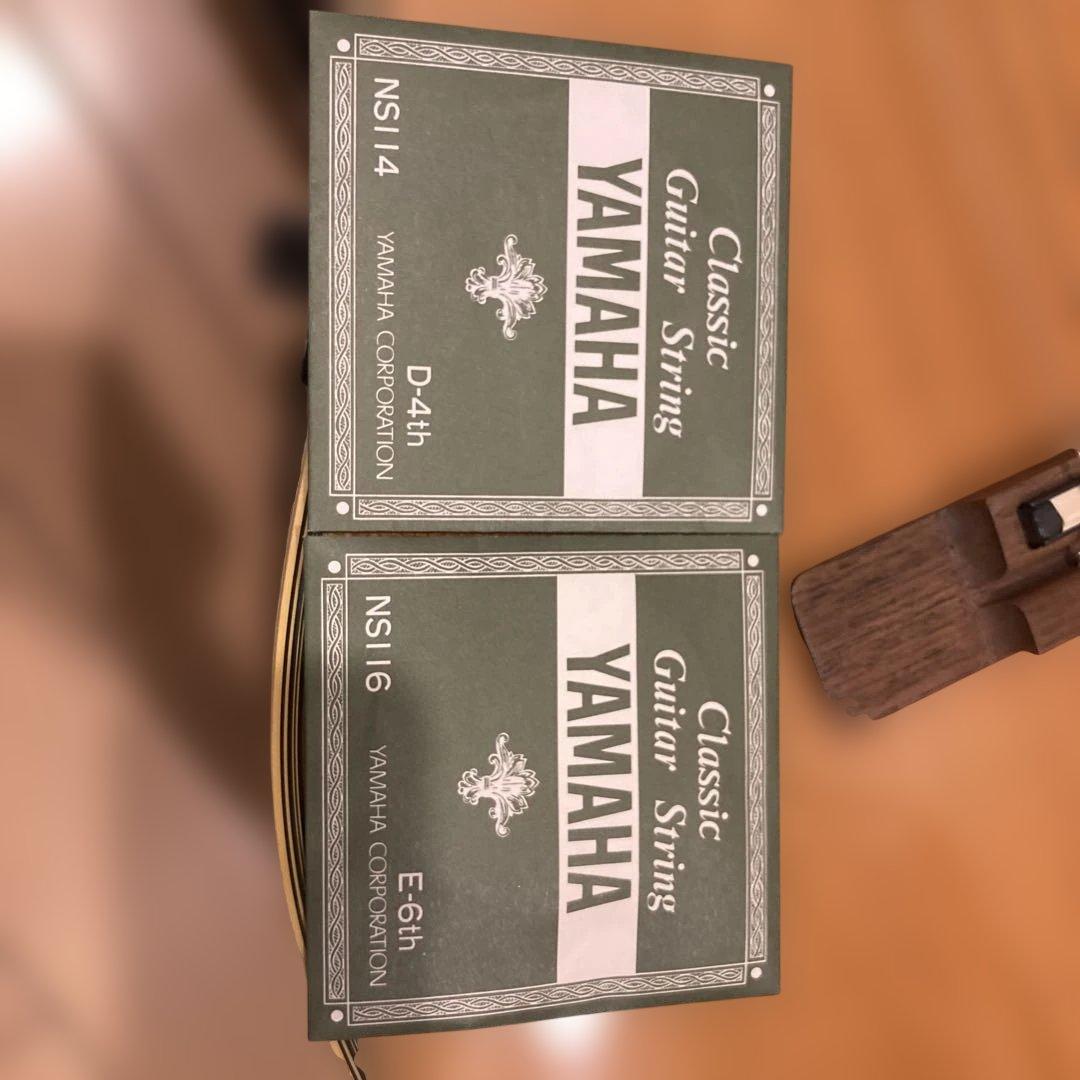 Classic
Guitar String
YAMAHA
D-4th
NS114 YAMAHA CORPORATION
Classic
Guitar String
YAMAHA
E-6th
NS116 YAMAHA CORPORATION